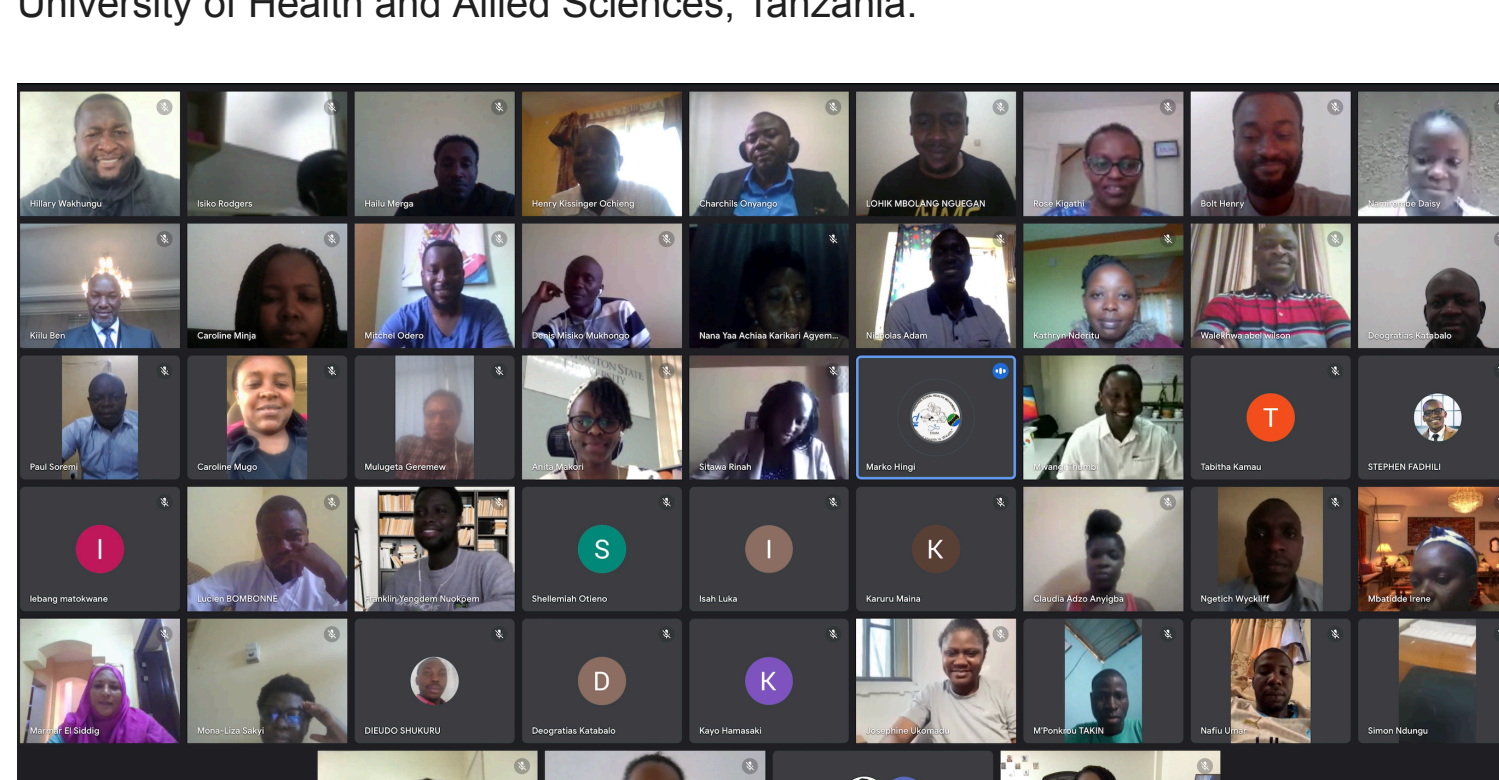 University of Health and Allied Sciences, Tanzania.
Hillary Wakhungu
Isiko Rodgers
Hailu Merga
Henry Kissinger Ochieng
Charchils Onyango
LOHIK MBOLANG NGUEGAN
Rose Kigathi
Bolt Henry
Daisy
Kiilu Ben
Caroline Minja
Mitchel Odero
Denis Misiko Mukhongo
Nana Yaa Achiaa Karikari Agyem...
Nicholas Adam
Kathryn Nderitu
Walekhwa abel wilson
Deogratias Katabalo
Paul Soremi
Caroline Mugo
Mulugeta Geremew
Anita Makori
Sitawa Rinah
Marko Hingi
Mwangi Thumbi
T
Tabitha Kamau
STEPHEN FADHILI
I
lebang matokwane
Lucien BOMBONNE
Franklin Yengdem Nuokpem
S
Shellemiah Otieno
I
Isah Luka
K
Karuru Maina
Claudia Adzo Anyigba
Ngetich Wyckliff
Mbatidde Irene
Marmar El Siddig
Mona-Liza Sakyi
DIEUDO SHUKURU
D
Deogratias Katabalo
K
Kayo Hamasaki
Josephine Ukomadu
M'Ponkrou TAKIN
Nafiu Umar
Simon Ndungu